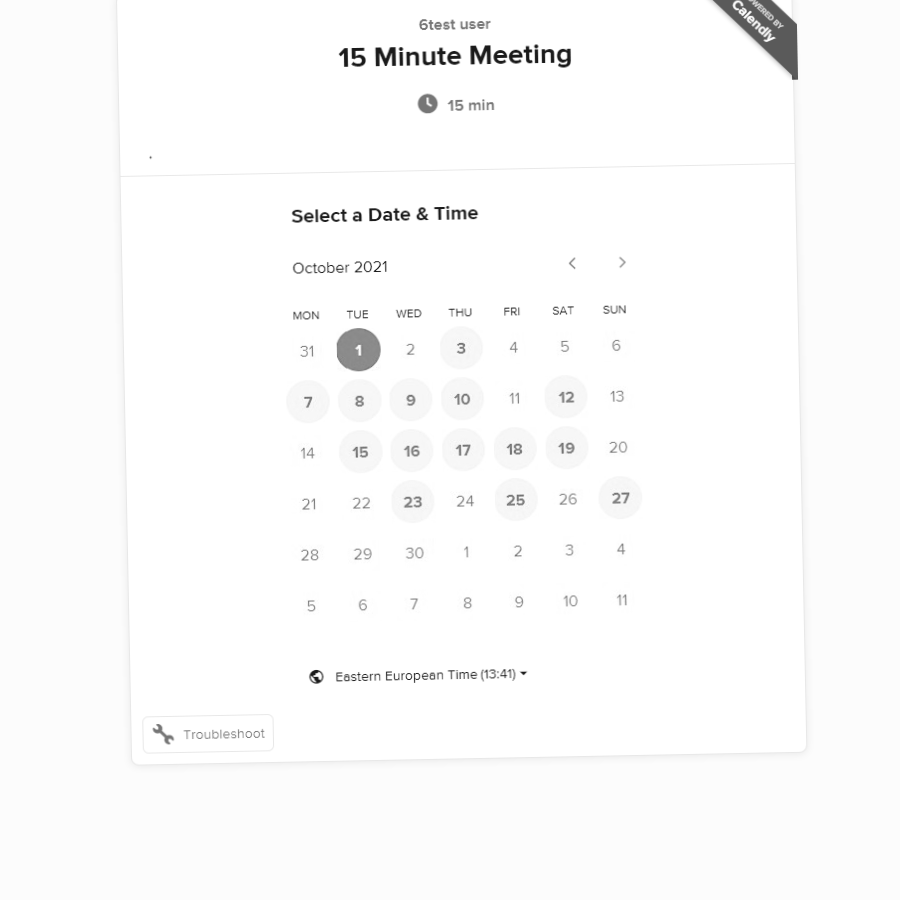 6test user
POWERED BY
Calendly
15 Minute Meeting
15 min
.
Select a Date & Time
October 2021
MON TUE WED THU FRI SAT SUN
31 1 2 3 4 5 6
7 8 9 10 11 12 13
14 15 16 17 18 19 20
21 22 23 24 25 26 27
28 29 30 1 2 3 4
5 6 7 8 9 10 11
Eastern European Time (13:41)
Troubleshoot